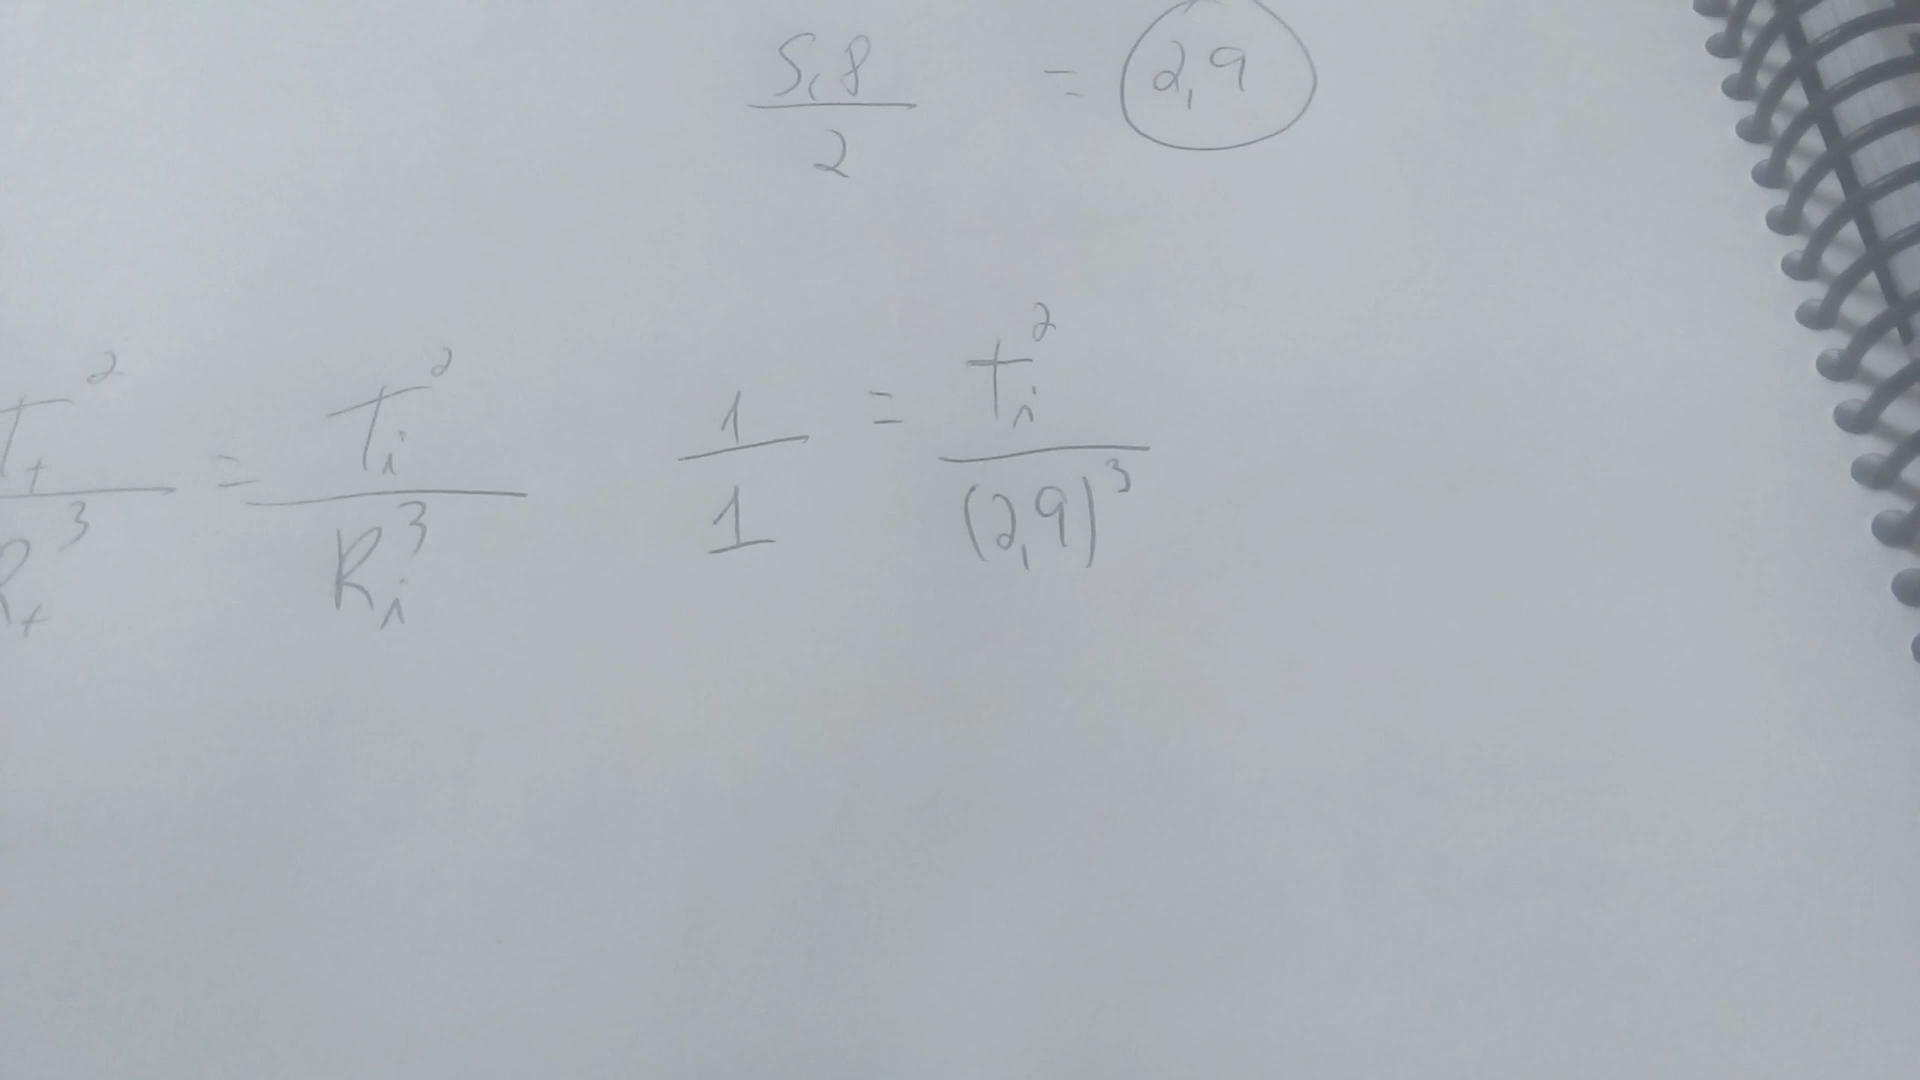 5,8/2 = 2,9
T₊²/R₊³ = Tᵢ²/Rᵢ³   1/1 = Tᵢ²/(2,9)³